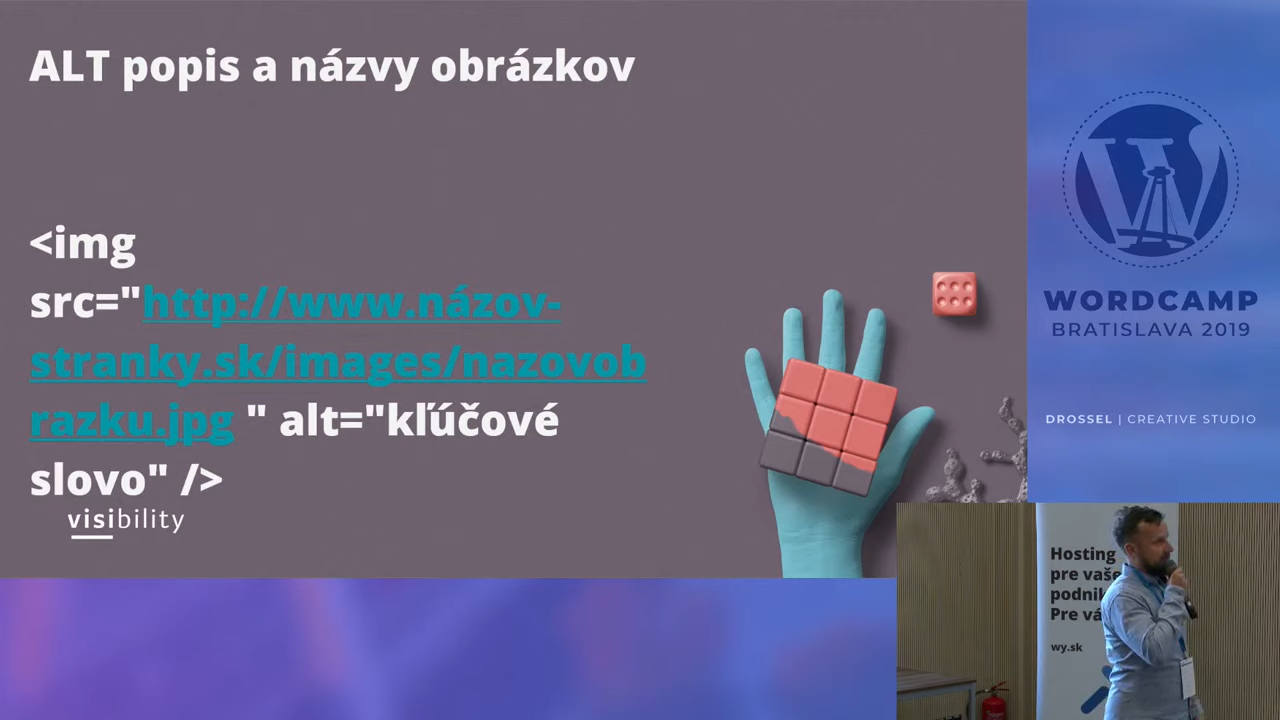 ALT popis a názvy obrázkov
<img
src="http://www.názov-
stranky.sk/images/nazovob
razku.jpg " alt="kľúčové
slovo" />
visibility
WORDCAMP
BRATISLAVA 2019
DROSSEL | CREATIVE STUDIO
Hosting
pre vaše
podnik
Pre vá
wy.sk